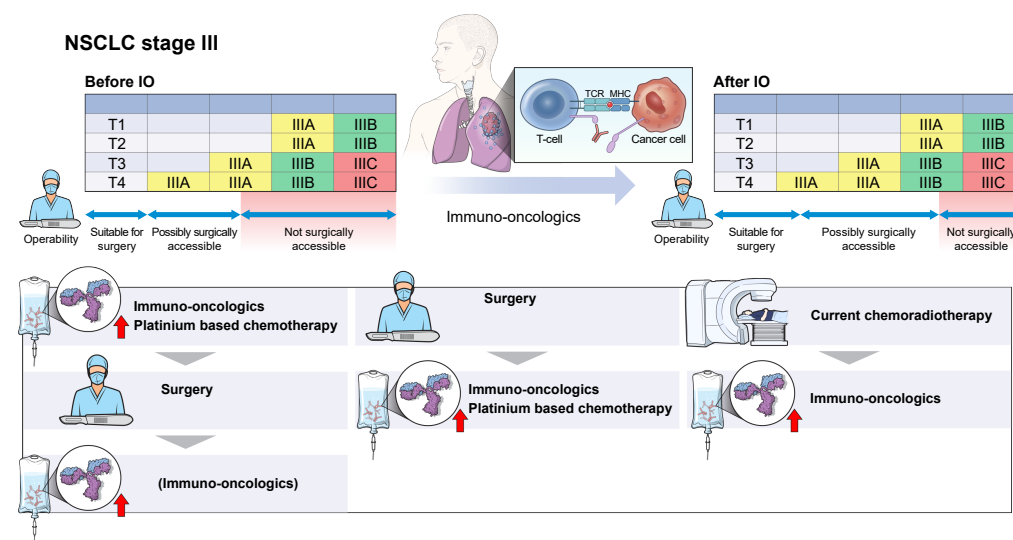 NSCLC stage III
Before IO
T1 IIIA IIIB
T2 IIIA IIIB
T3 IIIA IIIB IIIC
T4 IIIA IIIA IIIB IIIC
Operability
Suitable for
surgery
Possibly surgically
accessible
Not surgically
accessible
TCR MHC
T-cell
Cancer cell
Immuno-oncologics
After IO
T1 IIIA IIIB
T2 IIIA IIIB
T3 IIIA IIIB IIIC
T4 IIIA IIIA IIIB IIIC
Operability
Suitable for
surgery
Possibly surgically
accessible
Not surgically
accessible
Immuno-oncologics
Platinium based chemotherapy
Surgery
(Immuno-oncologics)
Surgery
Immuno-oncologics
Platinium based chemotherapy
Current chemoradiotherapy
Immuno-oncologics